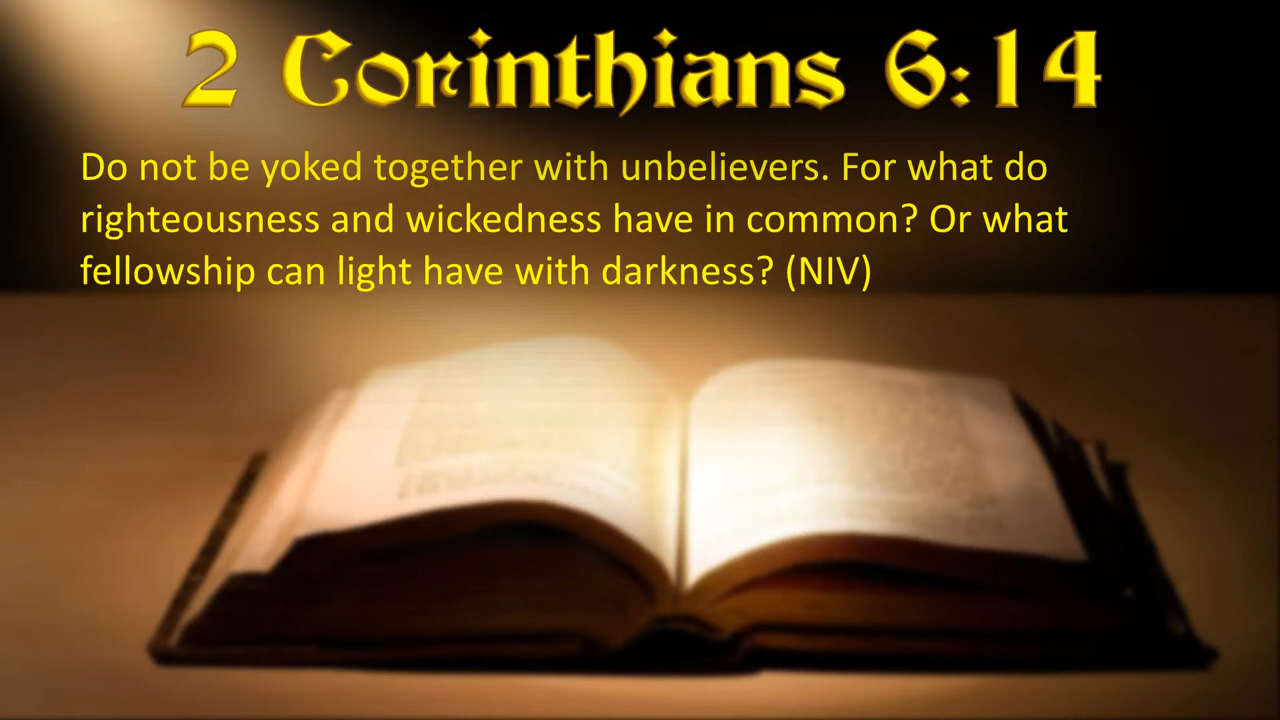 2 Corinthians 6:14
Do not be yoked together with unbelievers. For what do
righteousness and wickedness have in common? Or what
fellowship can light have with darkness? (NIV)